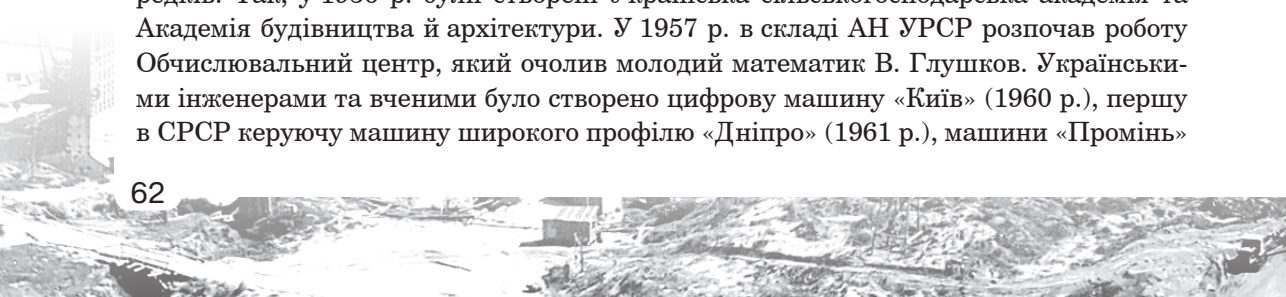 Академія будівництва й архітектури. У 1957 р. в складі АН УРСР розпочав роботу
Обчислювальний центр, який очолив молодий математик В. Глушков. Українськи-
ми інженерами та вченими було створено цифрову машину «Київ» (1960 р.), першу
в СРСР керуючу машину широкого профілю «Дніпро» (1961 р.), машини «Промінь»
62